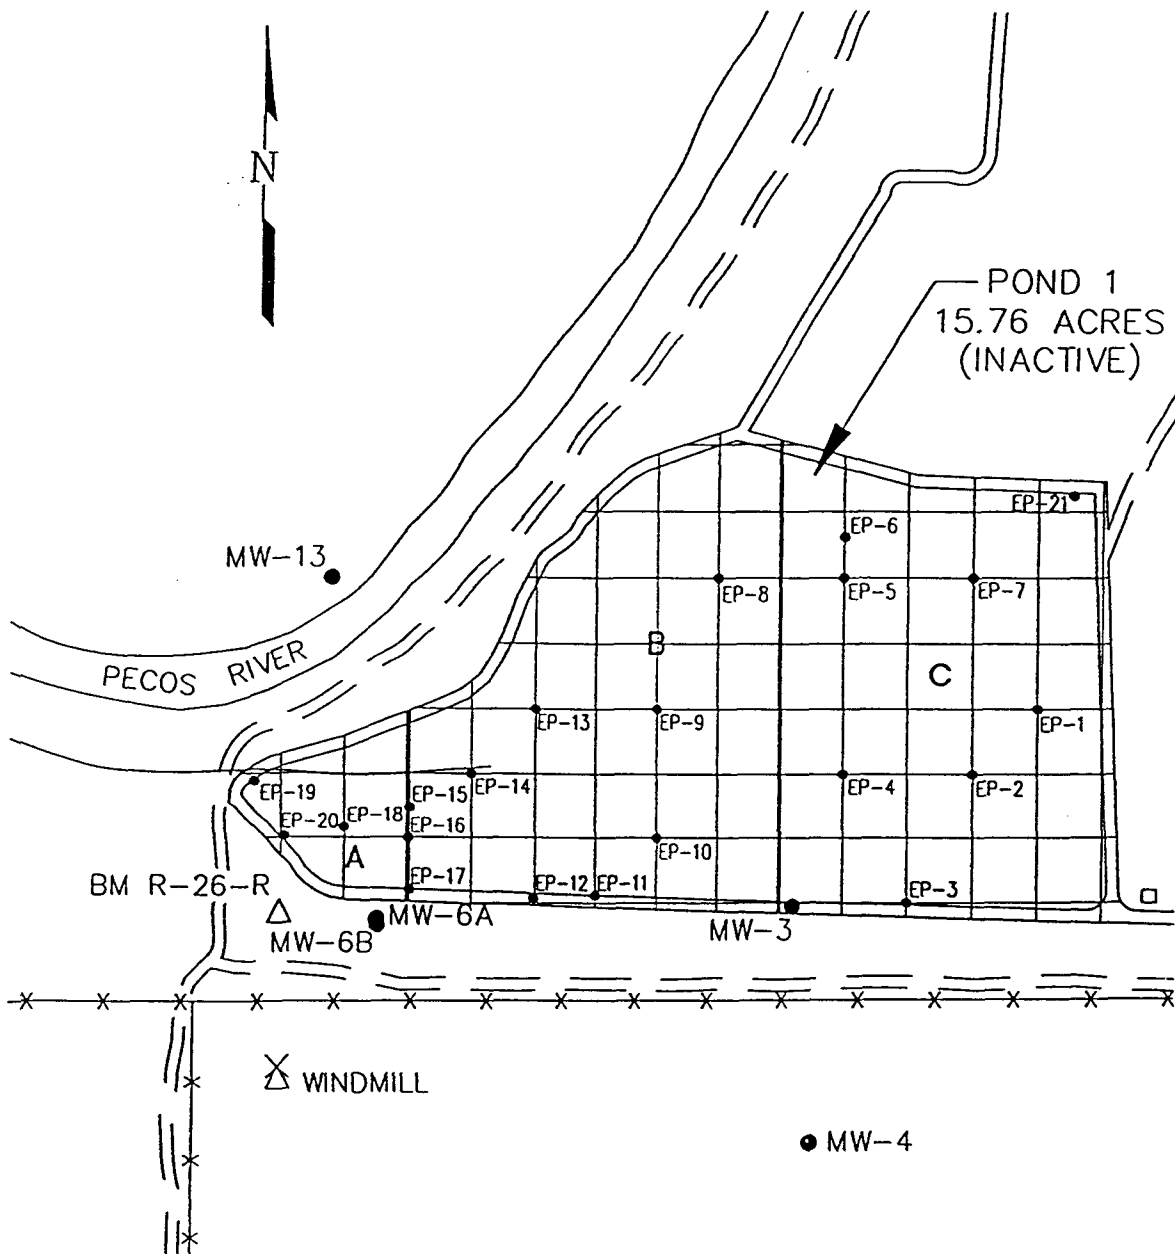 N
POND 1
15.76 ACRES
(INACTIVE)
EP-21
EP-6
MW-13
EP-8
EP-5
EP-7
B
PECOS RIVER
C
EP-13
EP-9
EP-1
EP-19
EP-14
EP-4
EP-2
EP-15
EP-20
EP-18
EP-16
A
EP-10
EP-17
BM R-26-R
EP-12
EP-11
EP-3
MW-6A
MW-3
MW-6B
WINDMILL
MW-4